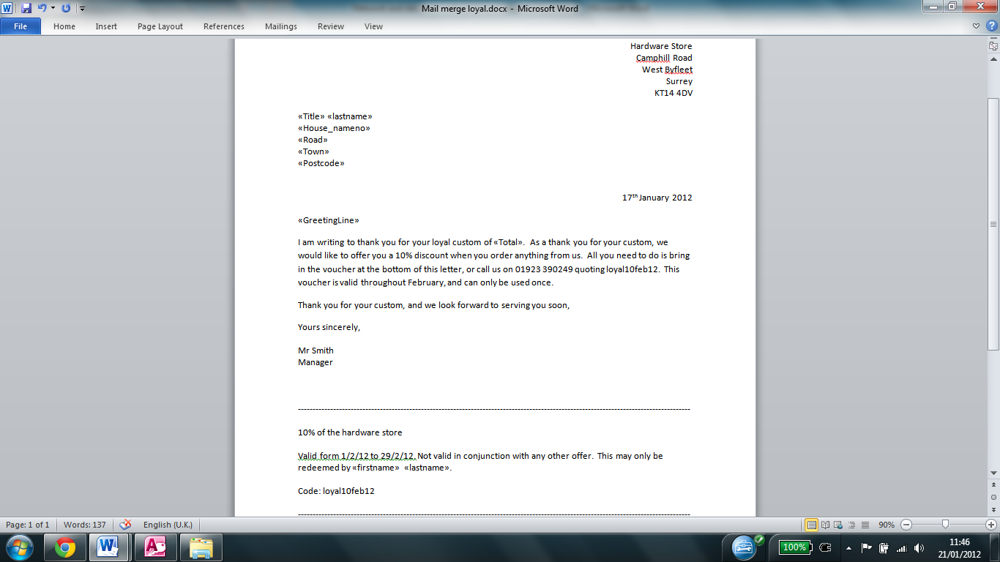 Mail merge loyal.docx - Microsoft Word
File Home Insert Page Layout References Mailings Review View
Hardware Store
Camphill Road
West Byfleet
Surrey
KT14 4DV
«Title» «lastname»
«House_nameno»
«Road»
«Town»
«Postcode»
17th January 2012
«GreetingLine»
I am writing to thank you for your loyal custom of «Total». As a thank you for your custom, we
would like to offer you a 10% discount when you order anything from us. All you need to do is bring
in the voucher at the bottom of this letter, or call us on 01923 390249 quoting loyal10feb12. This
voucher is valid throughout February, and can only be used once.
Thank you for your custom, and we look forward to serving you soon,
Yours sincerely,
Mr Smith
Manager
10% of the hardware store
Valid form 1/2/12 to 29/2/12. Not valid in conjunction with any other offer. This may only be
redeemed by «firstname» «lastname».
Code: loyal10feb12
Page: 1 of 1 Words: 137 English (U.K.) 90%
100% 11:46
21/01/2012